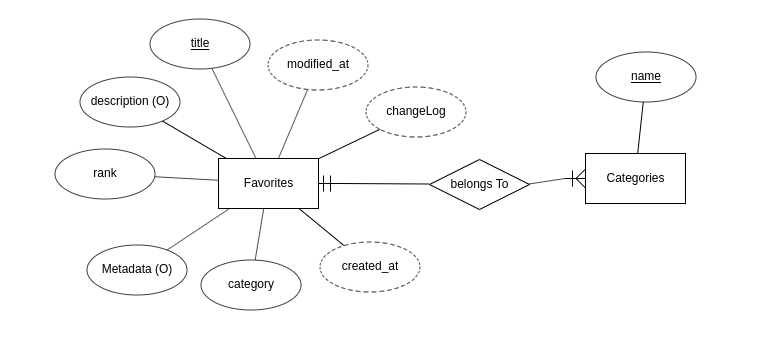 title
modified_at
name
description (O)
changeLog
rank
Favorites
belongs To
Categories
Metadata (O)
category
created_at